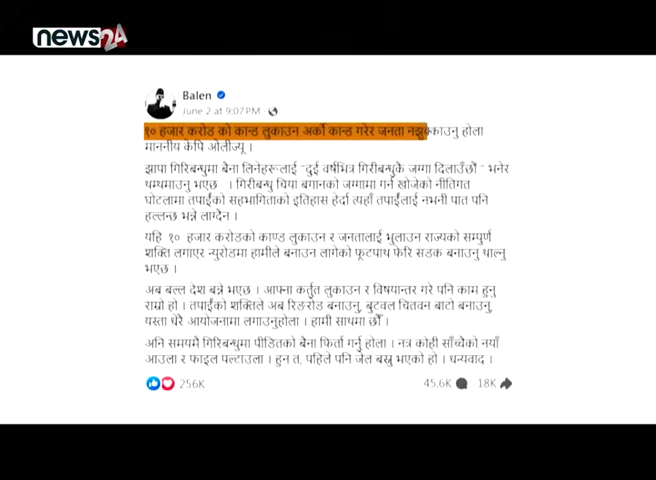 news24
Balen
June 2 at 9:07 PM ·
१० हजार करोड को कान्ड लुकाउन अर्को कान्ड गरेर जनता नझुक्काउनु होला
माननीय केपि ओलीज्यू ।
झापा गिरिबन्धुमा बैना लिनेहरूलाई "दुई वर्षभित्र गिरीबन्धुकै जग्गा दिलाउँछौं " भनेर
थम्थमाउनु भएछ । गिरीबन्धु चिया बगानको जग्गामा गर्न खोजेको नीतिगत
घोटलामा तपाईंको सहभागिताको इतिहास हेर्दा त्यहाँ तपाईंलाई नभनी पात पनि
हल्लन्छ भन्ने लाग्दैन ।
यहि १० हजार करोडको काण्ड लुकाउन र जनतालाई भुलाउन राज्यको सम्पुर्ण
शक्ति लगाएर न्युरोडमा हामीले बनाउन लागेको फूटपाथ फेरि सडक बनाउनु थाल्नु
भएछ ।
अब बल्ल देश बन्ने भएछ । आफ्ना कर्तुत लुकाउन र विषयान्तर गरे पनि काम हुनु
राम्रो हो । तपाईंको शक्तिले अब रिङरोड बनाउनु, बुटवल चितवन बाटो बनाउनु,
यस्ता धेरै आयोजनामा लगाउनुहोला । हामी साथमा छौँ ।
अनि समयमै गिरिबन्धुमा पीडितको बैना फिर्ता गर्नु होला । नत्र कोही साँच्चैको नयाँ
आउला र फाइल पल्टाउला । हुन त, पहिले पनि जेल बस्नु भएको हो । धन्यवाद ।
256K 45.6K 18K